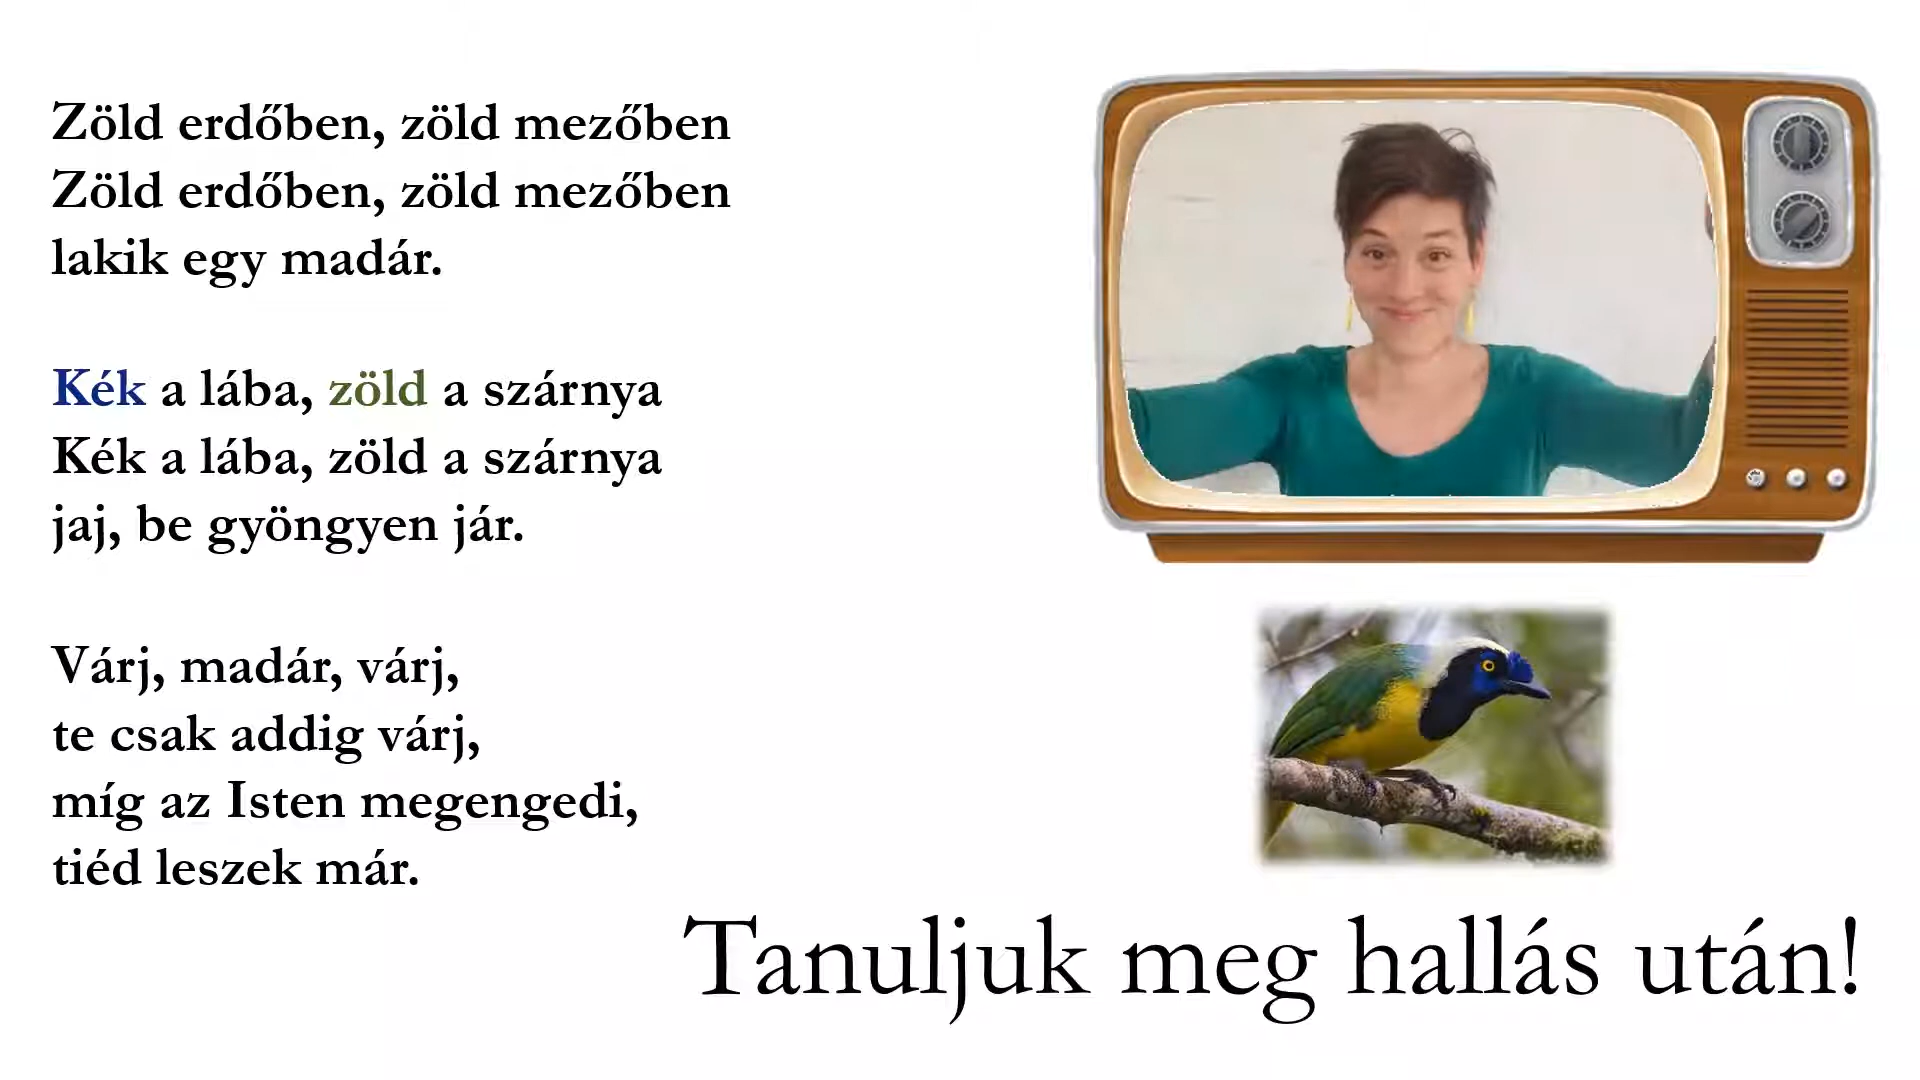 Zöld erdőben, zöld mezőben
Zöld erdőben, zöld mezőben
lakik egy madár.
Kék a lába, zöld a szárnya
Kék a lába, zöld a szárnya
jaj, be gyöngyen jár.
Várj, madár, várj,
te csak addig várj,
míg az Isten megengedi,
tiéd leszek már.
Tanuljuk meg hallás után!